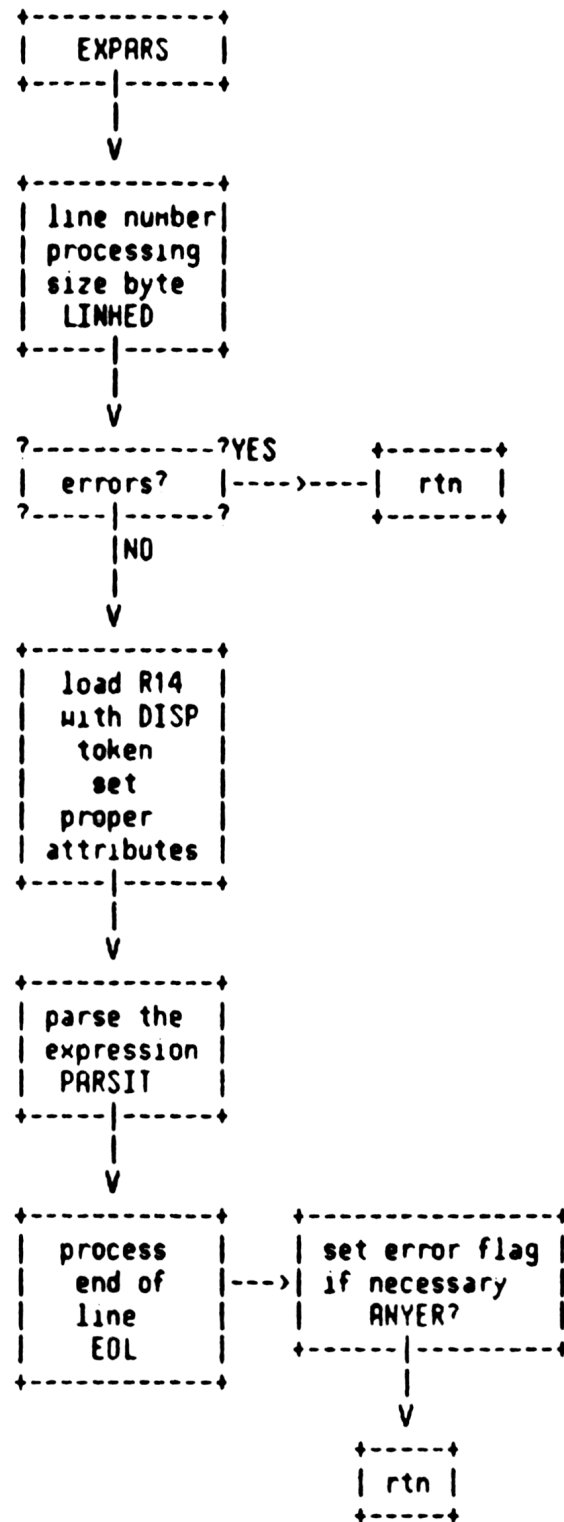 EXPARS
line number
processing
size byte
LINHED
errors?
YES
rtn
NO
load R14
with DISP
token
set
proper
attributes
parse the
expression
PARSIT
process
end of
line
EOL
set error flag
if necessary
ANYER?
rtn